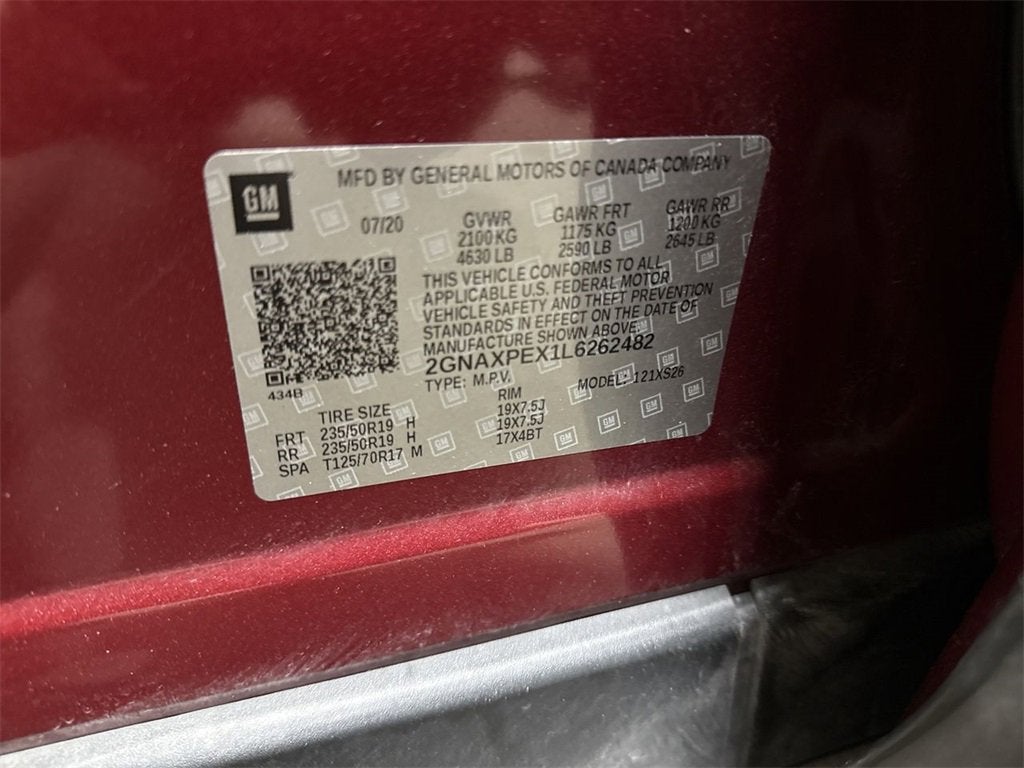 GM
MFD BY GENERAL MOTORS OF CANADA COMPANY
07/20 GVWR GAWR FRT GAWR RR
2100 KG 1175 KG 1200 KG
4630 LB 2590 LB 2645 LB
THIS VEHICLE CONFORMS TO ALL
APPLICABLE U.S. FEDERAL MOTOR
VEHICLE SAFETY AND THEFT PREVENTION
STANDARDS IN EFFECT ON THE DATE OF
MANUFACTURE SHOWN ABOVE.
2GNAXPEX1L6262482
TYPE: M.P.V. MODEL: 121XS26
434B
TIRE SIZE RIM
FRT 235/50R19 H 19X7.5J
RR 235/50R19 H 19X7.5J
SPA T125/70R17 M 17X4BT